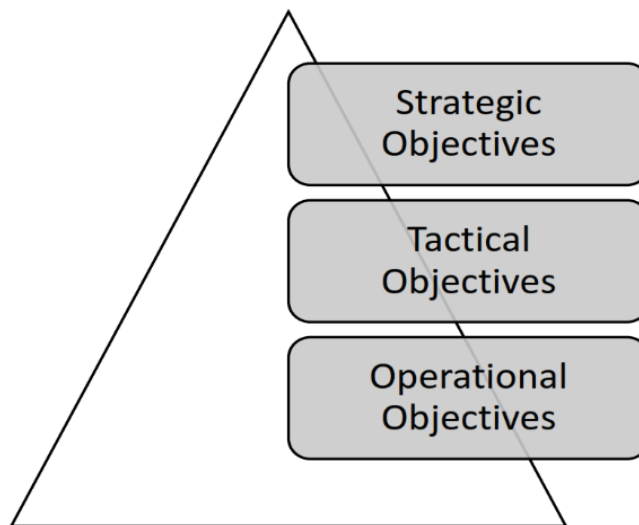 Strategic
Objectives
Tactical
Objectives
Operational
Objectives